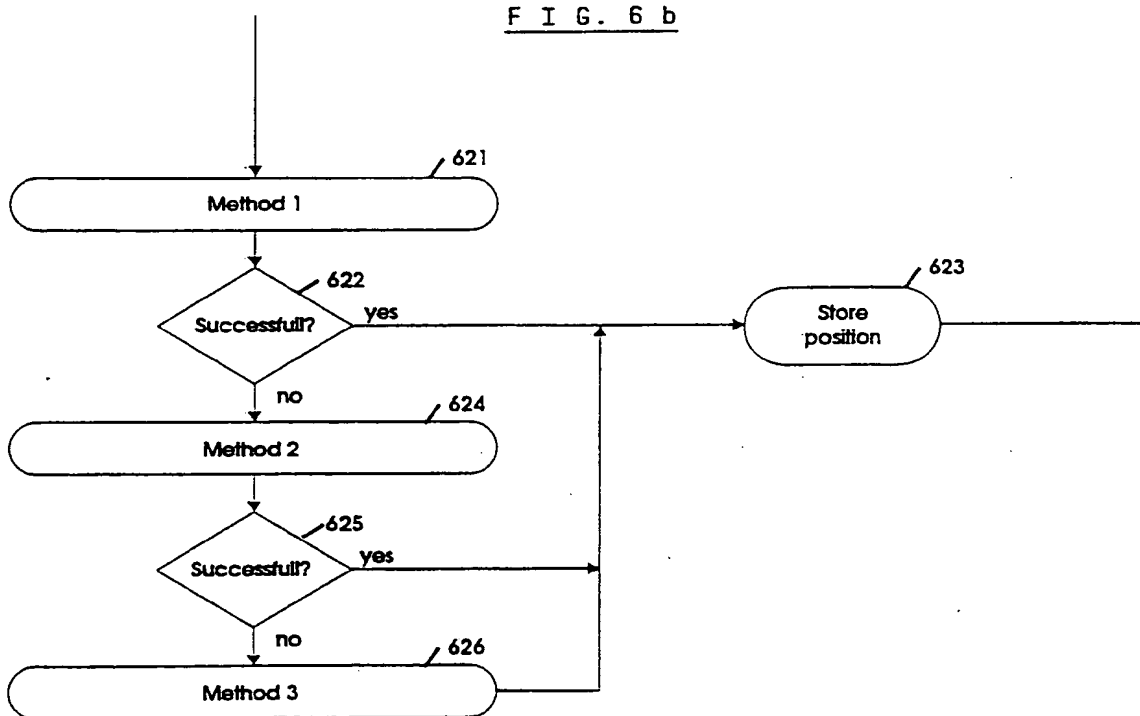 F I G. 6 b
621
Method 1
622
Successfull?
yes
623
Store
position
no
624
Method 2
625
Successfull?
yes
no
626
Method 3